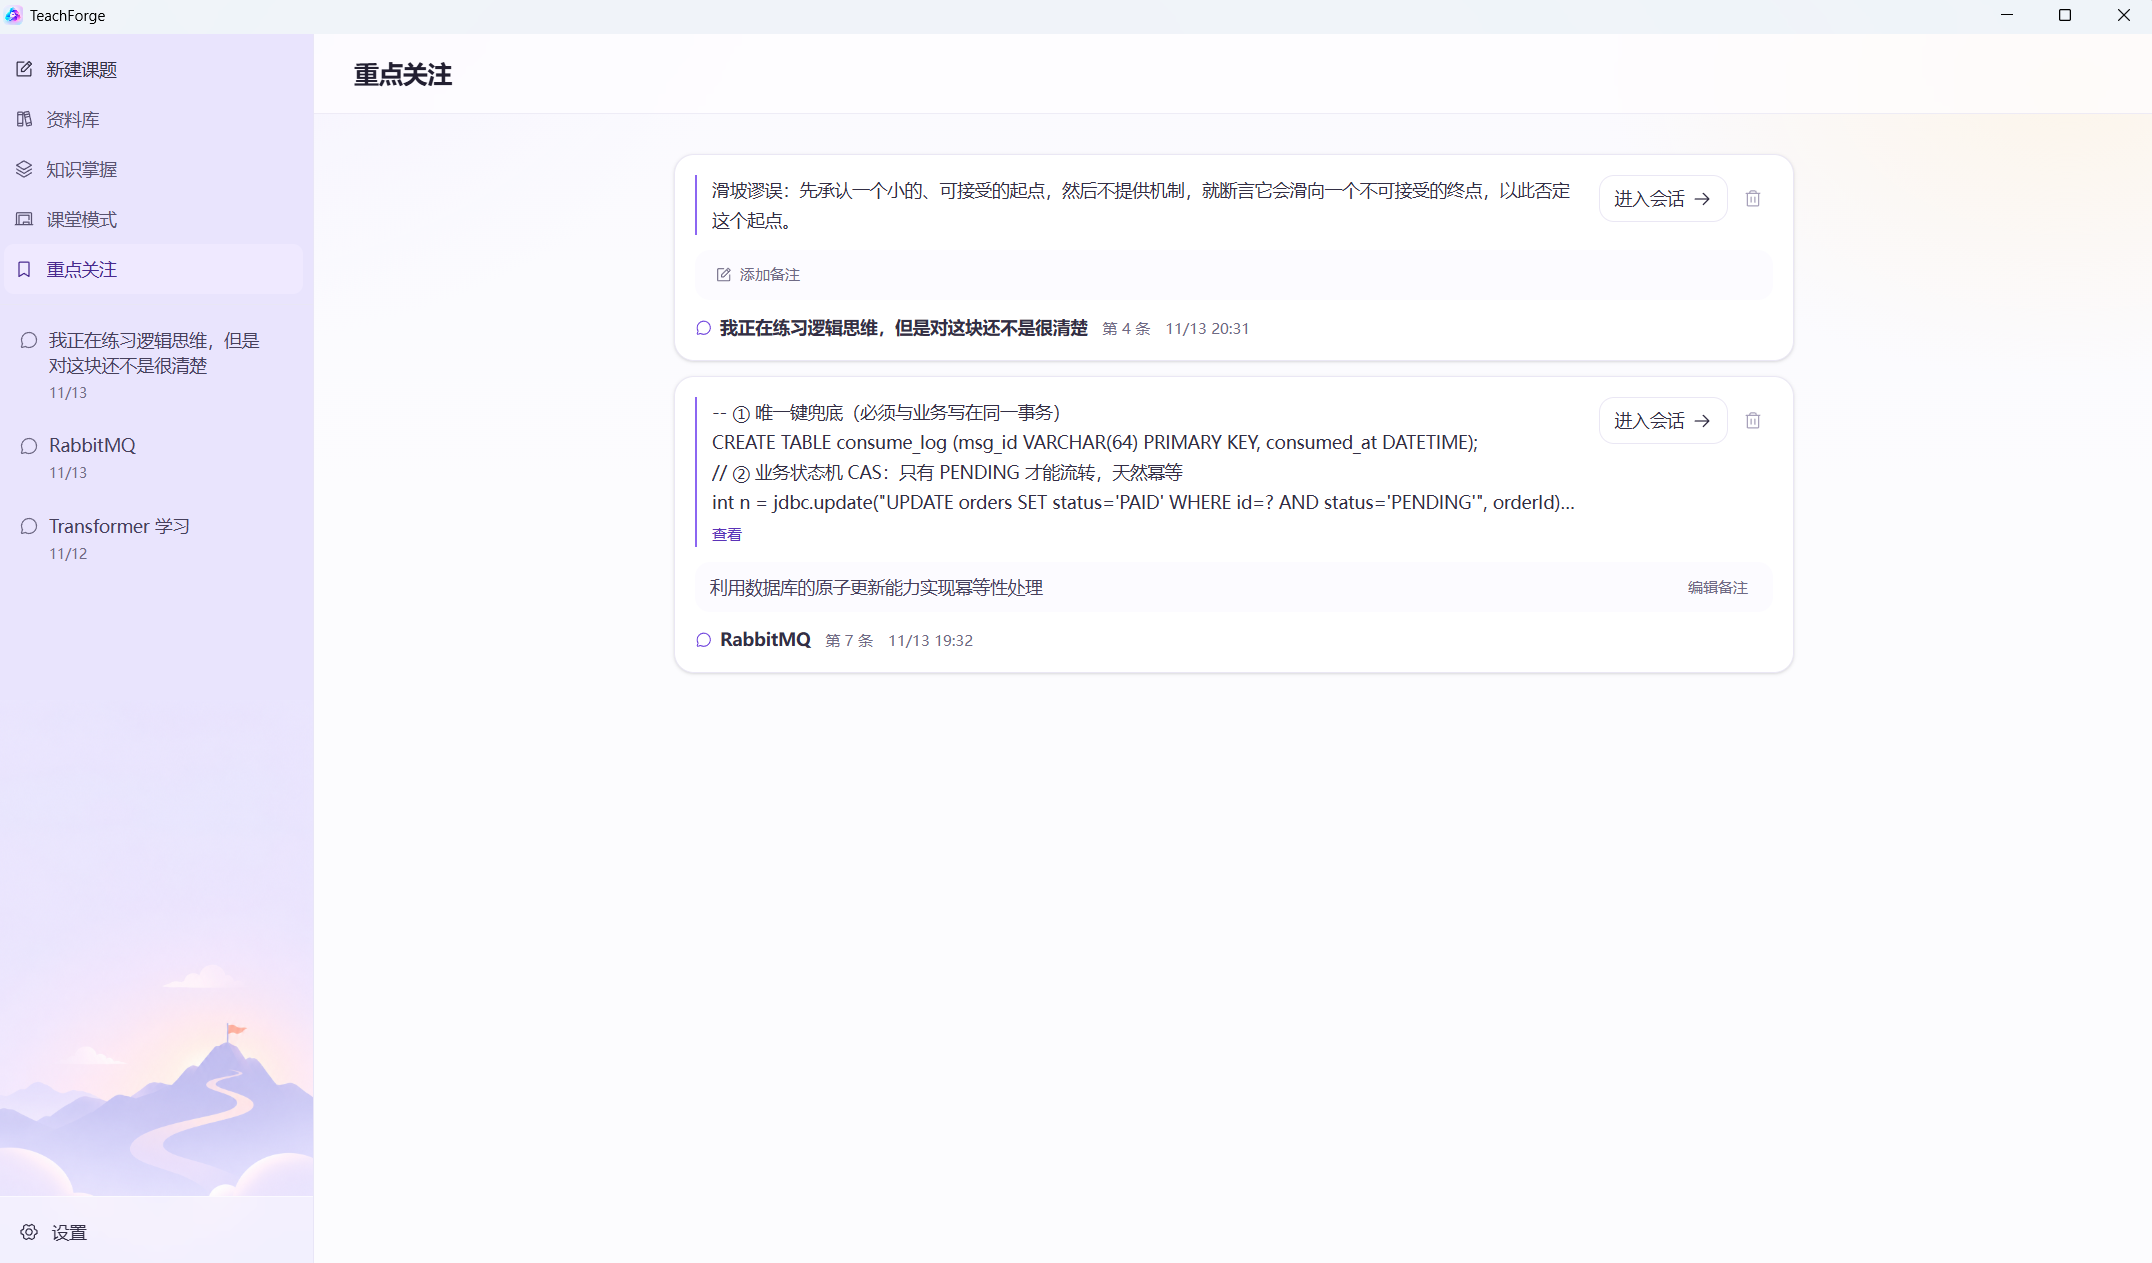 TeachForge
新建课题
资料库
知识掌握
课堂模式
重点关注
我正在练习逻辑思维，但是
对这块还不是很清楚
11/13
RabbitMQ
11/13
Transformer 学习
11/12
设置
重点关注
滑坡谬误：先承认一个小的、可接受的起点，然后不提供机制，就断言它会滑向一个不可接受的终点，以此否定
这个起点。
进入会话
添加备注
我正在练习逻辑思维，但是对这块还不是很清楚 第 4 条 11/13 20:31
-- ① 唯一键兜底（必须与业务写在同一事务）
CREATE TABLE consume_log (msg_id VARCHAR(64) PRIMARY KEY, consumed_at DATETIME);
// ② 业务状态机 CAS：只有 PENDING 才能流转，天然幂等
int n = jdbc.update("UPDATE orders SET status='PAID' WHERE id=? AND status='PENDING'", orderId)...
查看
进入会话
利用数据库的原子更新能力实现幂等性处理
编辑备注
RabbitMQ 第 7 条 11/13 19:32